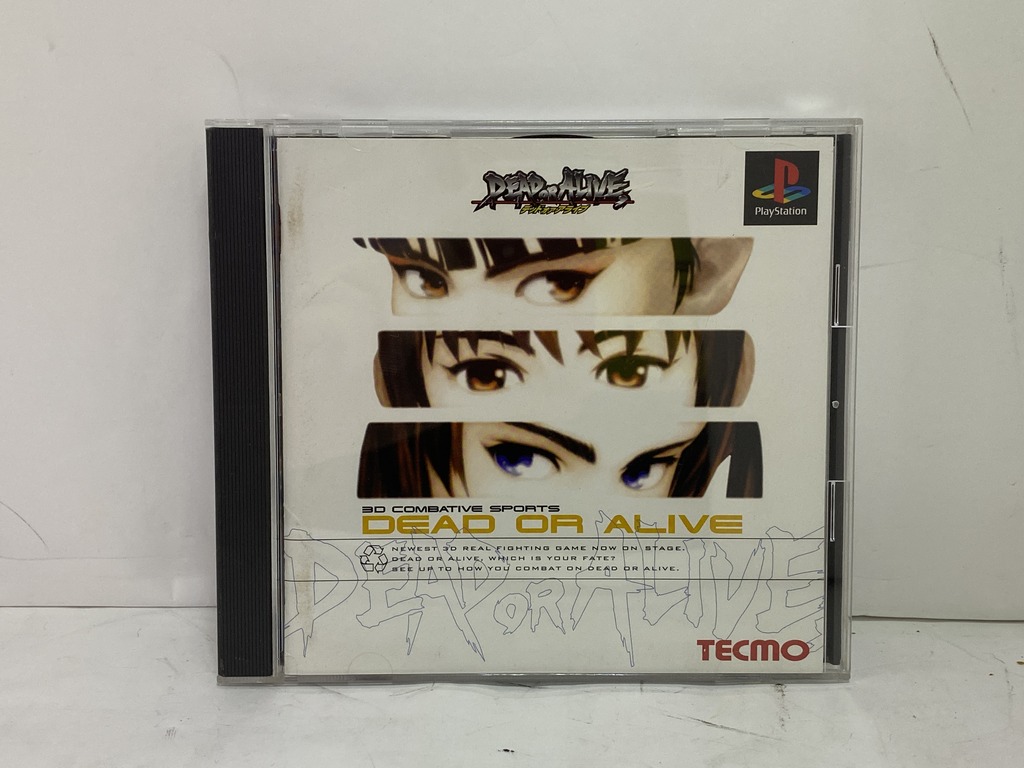 DEAD OR ALIVE
デッドオアアライブ
PlayStation
3D COMBATIVE SPORTS
DEAD OR ALIVE
NEWEST 3D REAL FIGHTING GAME NOW ON STAGE.
DEAD OR ALIVE, WHICH IS YOUR FATE?
SEE UP TO HOW YOU COMBAT ON DEAD OR ALIVE.
DEAD OR ALIVE
TECMO